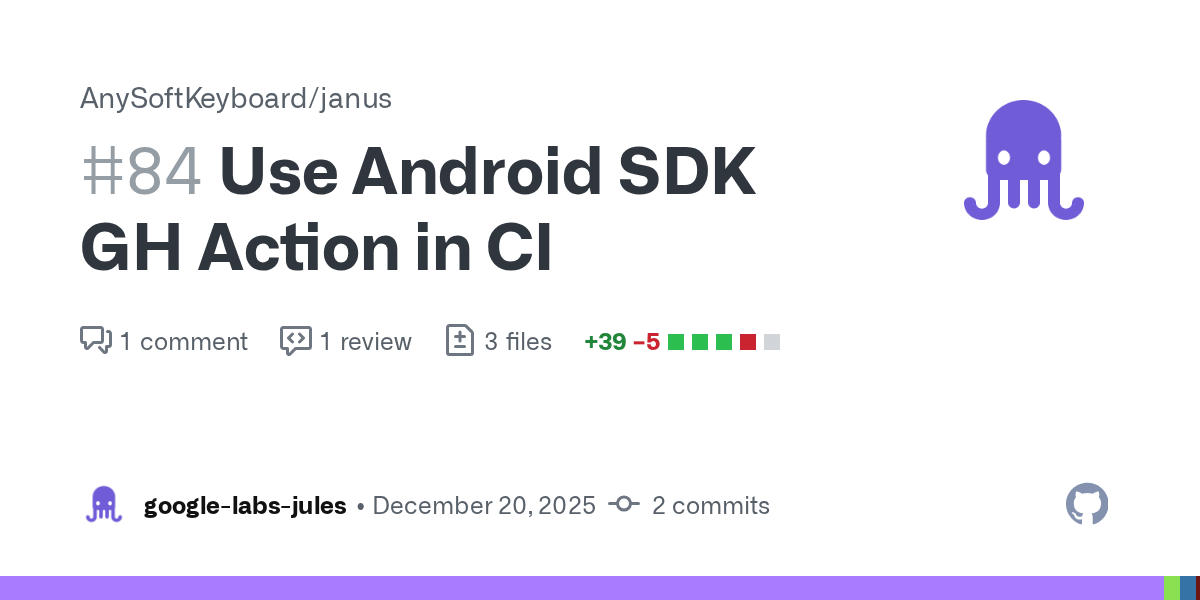 AnySoftKeyboard/janus
#84 Use Android SDK
GH Action in CI
1 comment 1 review 3 files +39 −5
google-labs-jules • December 20, 2025 2 commits